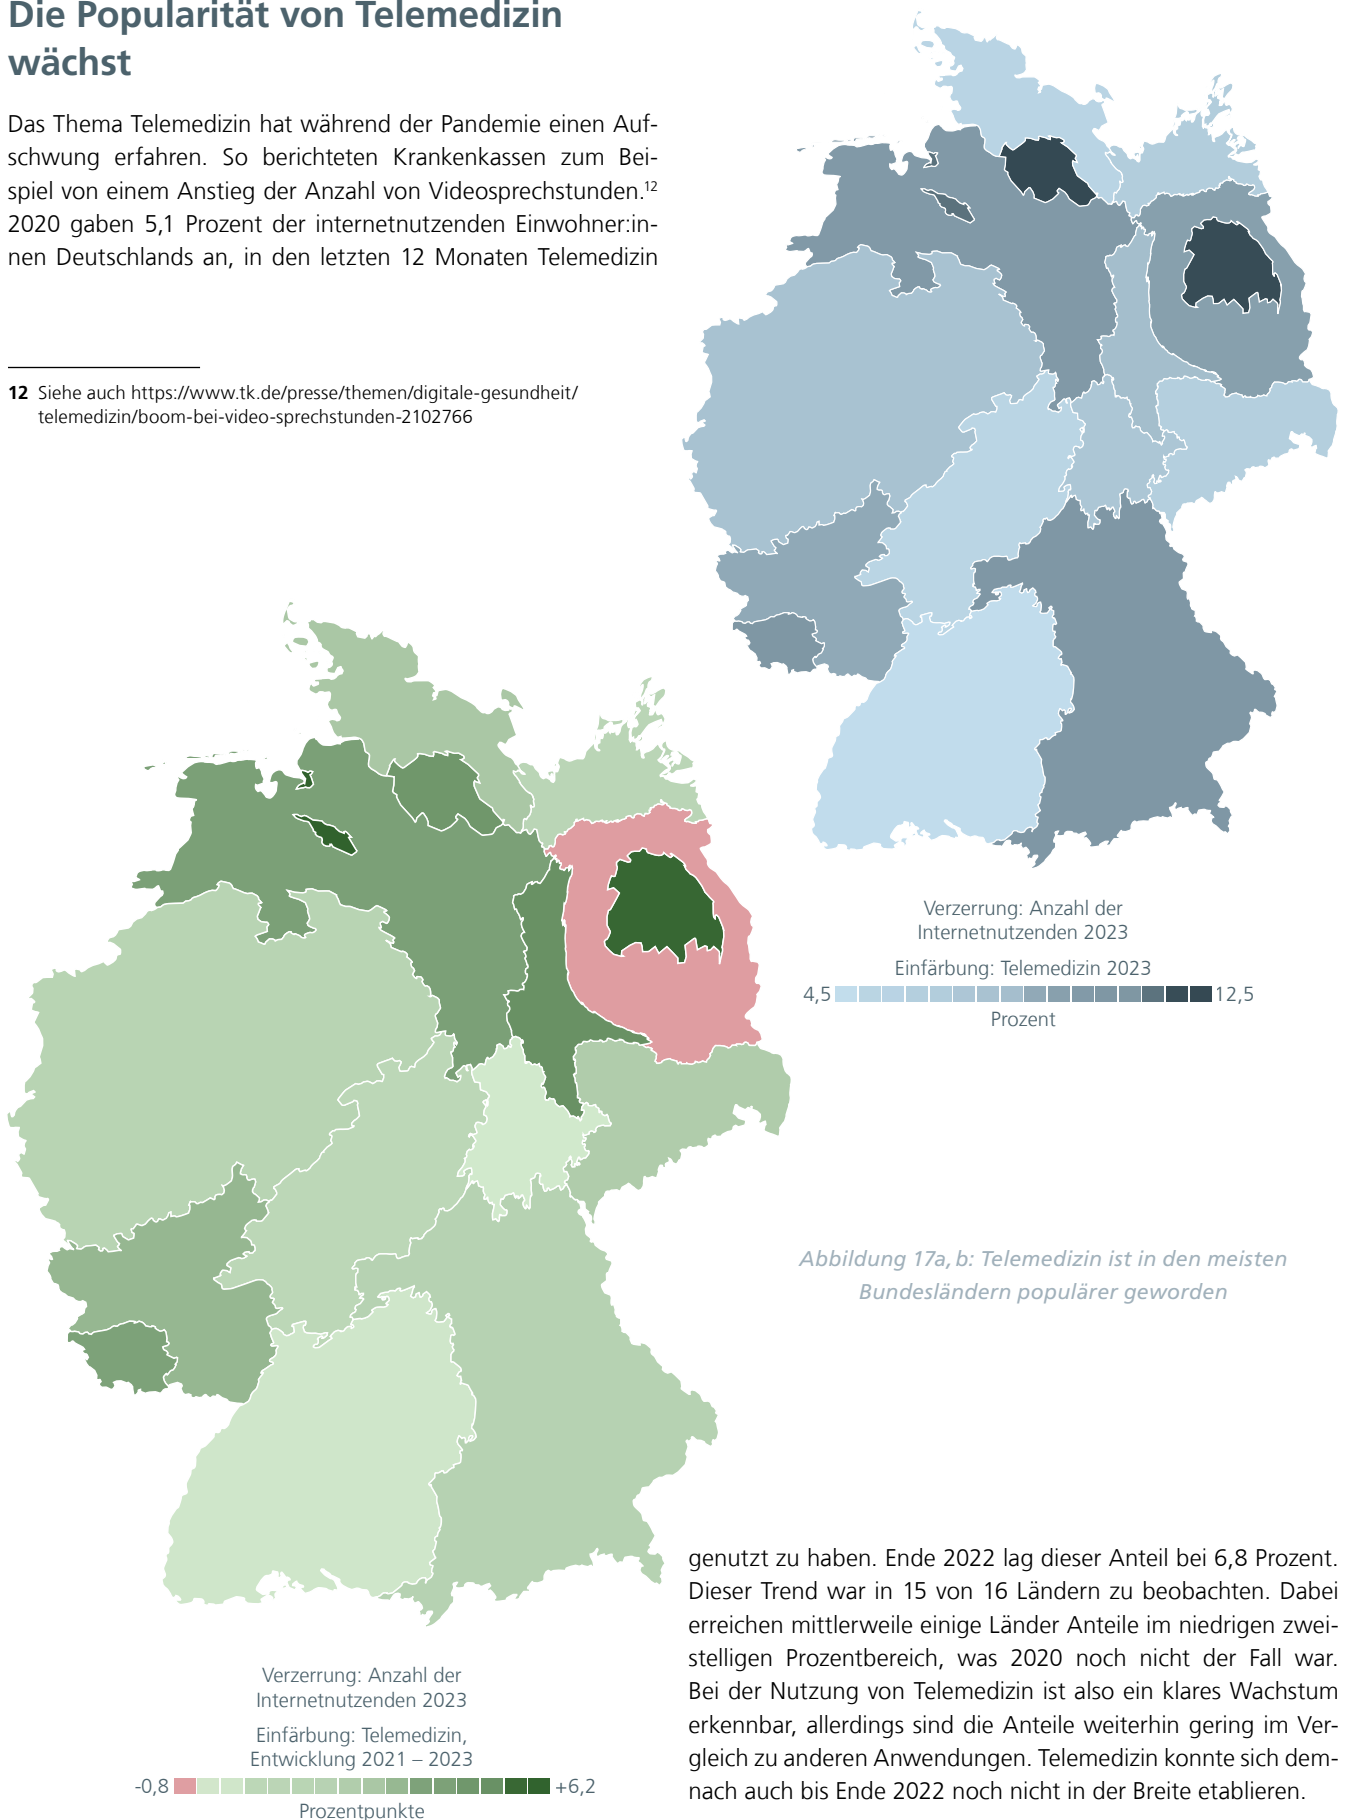 Die Popularität von Telemedizin
wächst
Das Thema Telemedizin hat während der Pandemie einen Auf-
schwung erfahren. So berichteten Krankenkassen zum Bei-
spiel von einem Anstieg der Anzahl von Videosprechstunden.12
2020 gaben 5,1 Prozent der internetnutzenden Einwohner:in-
nen Deutschlands an, in den letzten 12 Monaten Telemedizin
12 Siehe auch https://www.tk.de/presse/themen/digitale-gesundheit/
telemedizin/boom-bei-video-sprechstunden-2102766
Verzerrung: Anzahl der
Internetnutzenden 2023
Einfärbung: Telemedizin 2023
4,5 12,5
Prozent
Abbildung 17a, b: Telemedizin ist in den meisten
Bundesländern populärer geworden
Verzerrung: Anzahl der
Internetnutzenden 2023
Einfärbung: Telemedizin,
Entwicklung 2021 – 2023
-0,8 +6,2
Prozentpunkte
genutzt zu haben. Ende 2022 lag dieser Anteil bei 6,8 Prozent.
Dieser Trend war in 15 von 16 Ländern zu beobachten. Dabei
erreichen mittlerweile einige Länder Anteile im niedrigen zwei-
stelligen Prozentbereich, was 2020 noch nicht der Fall war.
Bei der Nutzung von Telemedizin ist also ein klares Wachstum
erkennbar, allerdings sind die Anteile weiterhin gering im Ver-
gleich zu anderen Anwendungen. Telemedizin konnte sich dem-
nach auch bis Ende 2022 noch nicht in der Breite etablieren.